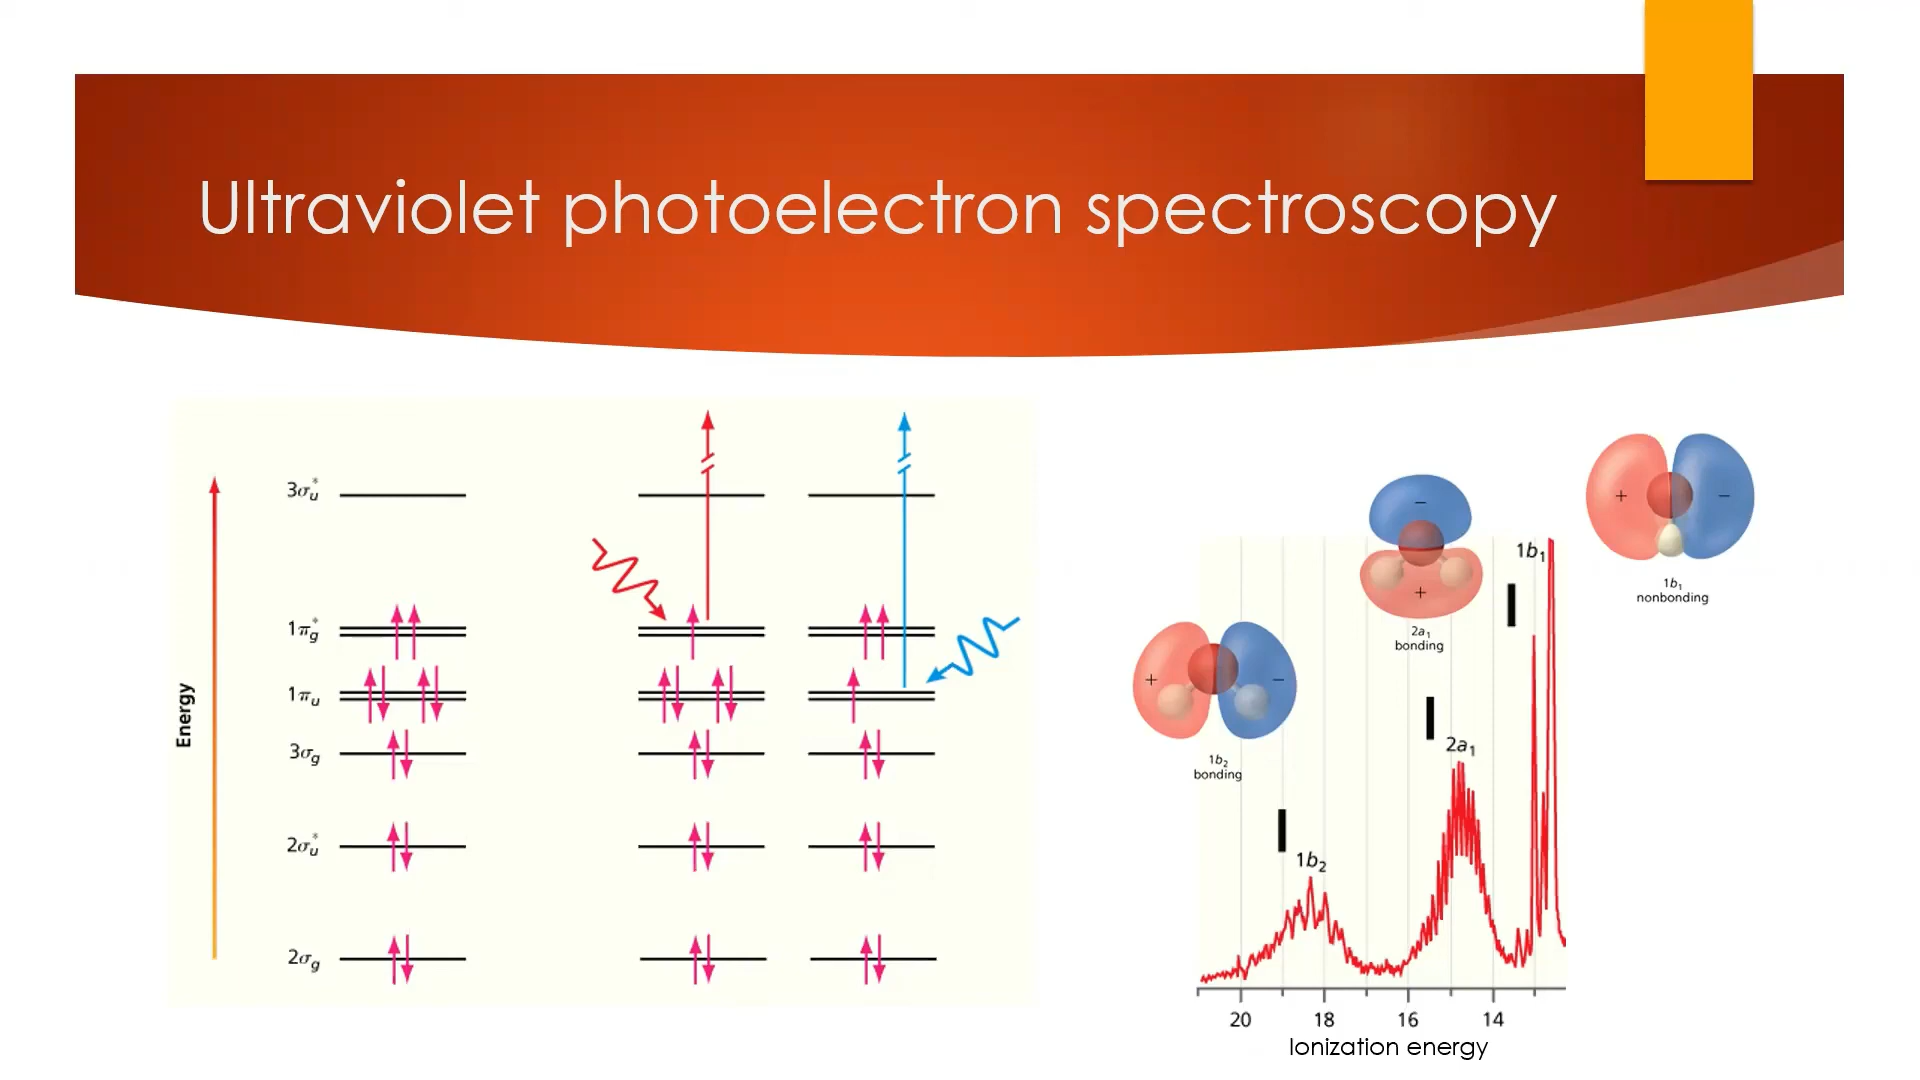 Ultraviolet photoelectron spectroscopy
Energy
3σu*
1πg*
1πu
3σg
2σu*
2σg
+
−
1b2
bonding
−
+
2a1
bonding
+
−
1b1
nonbonding
1b1
2a1
1b2
20 18 16 14
Ionization energy